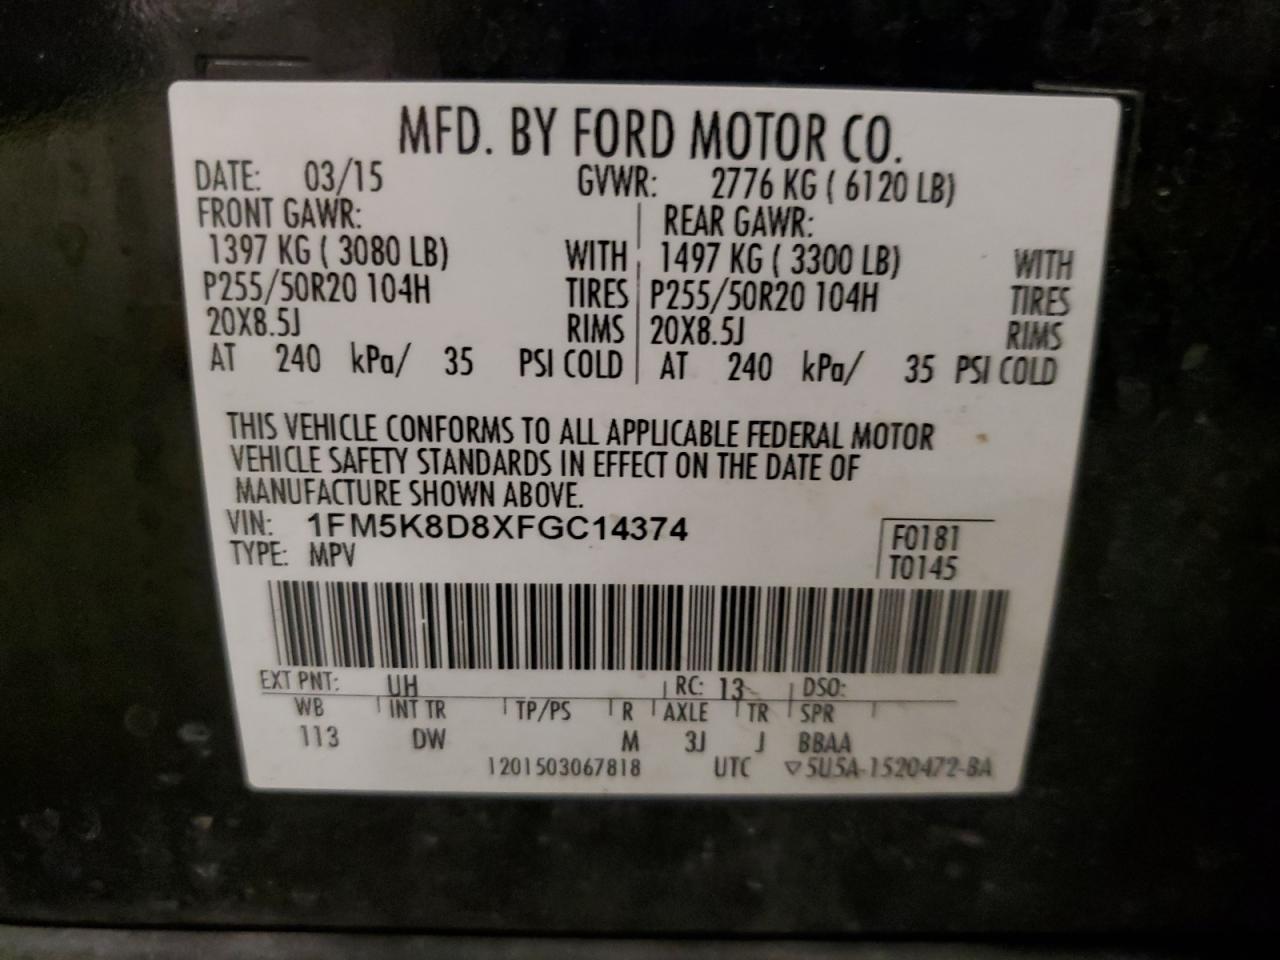 MFD. BY FORD MOTOR CO.
DATE: 03/15 GVWR: 2776 KG ( 6120 LB)
FRONT GAWR: REAR GAWR:
1397 KG ( 3080 LB) WITH 1497 KG ( 3300 LB) WITH
P255/50R20 104H TIRES P255/50R20 104H TIRES
20X8.5J RIMS 20X8.5J RIMS
AT 240 kPa/ 35 PSI COLD AT 240 kPa/ 35 PSI COLD
THIS VEHICLE CONFORMS TO ALL APPLICABLE FEDERAL MOTOR
VEHICLE SAFETY STANDARDS IN EFFECT ON THE DATE OF
MANUFACTURE SHOWN ABOVE.
VIN: 1FM5K8D8XFGC14374 F0181
TYPE: MPV T0145
EXT PNT: UH RC: 13 DSO:
WB INT TR TP/PS R AXLE TR SPR
113 DW M 3J J BBAA
1201503067818 UTC ▽5U5A-1520472-BA